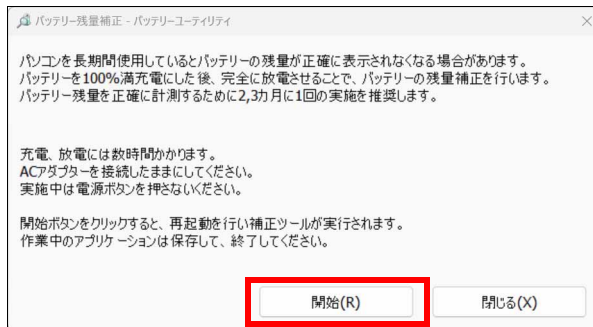 バッテリー残量補正 - バッテリーユーティリティ
パソコンを長期間使用しているとバッテリーの残量が正確に表示されなくなる場合があります。
バッテリーを100%満充電にした後、完全に放電させることで、バッテリーの残量補正を行います。
バッテリー残量を正確に計測するために2,3カ月に1回の実施を推奨します。
充電、放電には数時間かかります。
ACアダプターを接続したままにしてください。
実施中は電源ボタンを押さないください。
開始ボタンをクリックすると、再起動を行い補正ツールが実行されます。
作業中のアプリケーションは保存して、終了してください。
開始(R)
閉じる(X)